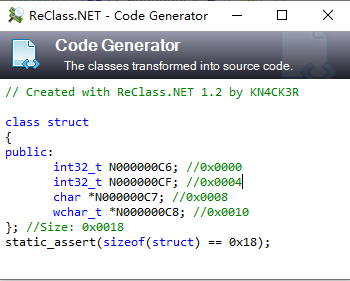 ReClass.NET - Code Generator
Code Generator
The classes transformed into source code.
// Created with ReClass.NET 1.2 by KN4CK3R
class struct
{
public:
int32_t N000000C6; //0x0000
int32_t N000000CF; //0x0004
char *N000000C7; //0x0008
wchar_t *N000000C8; //0x0010
}; //Size: 0x0018
static_assert(sizeof(struct) == 0x18);